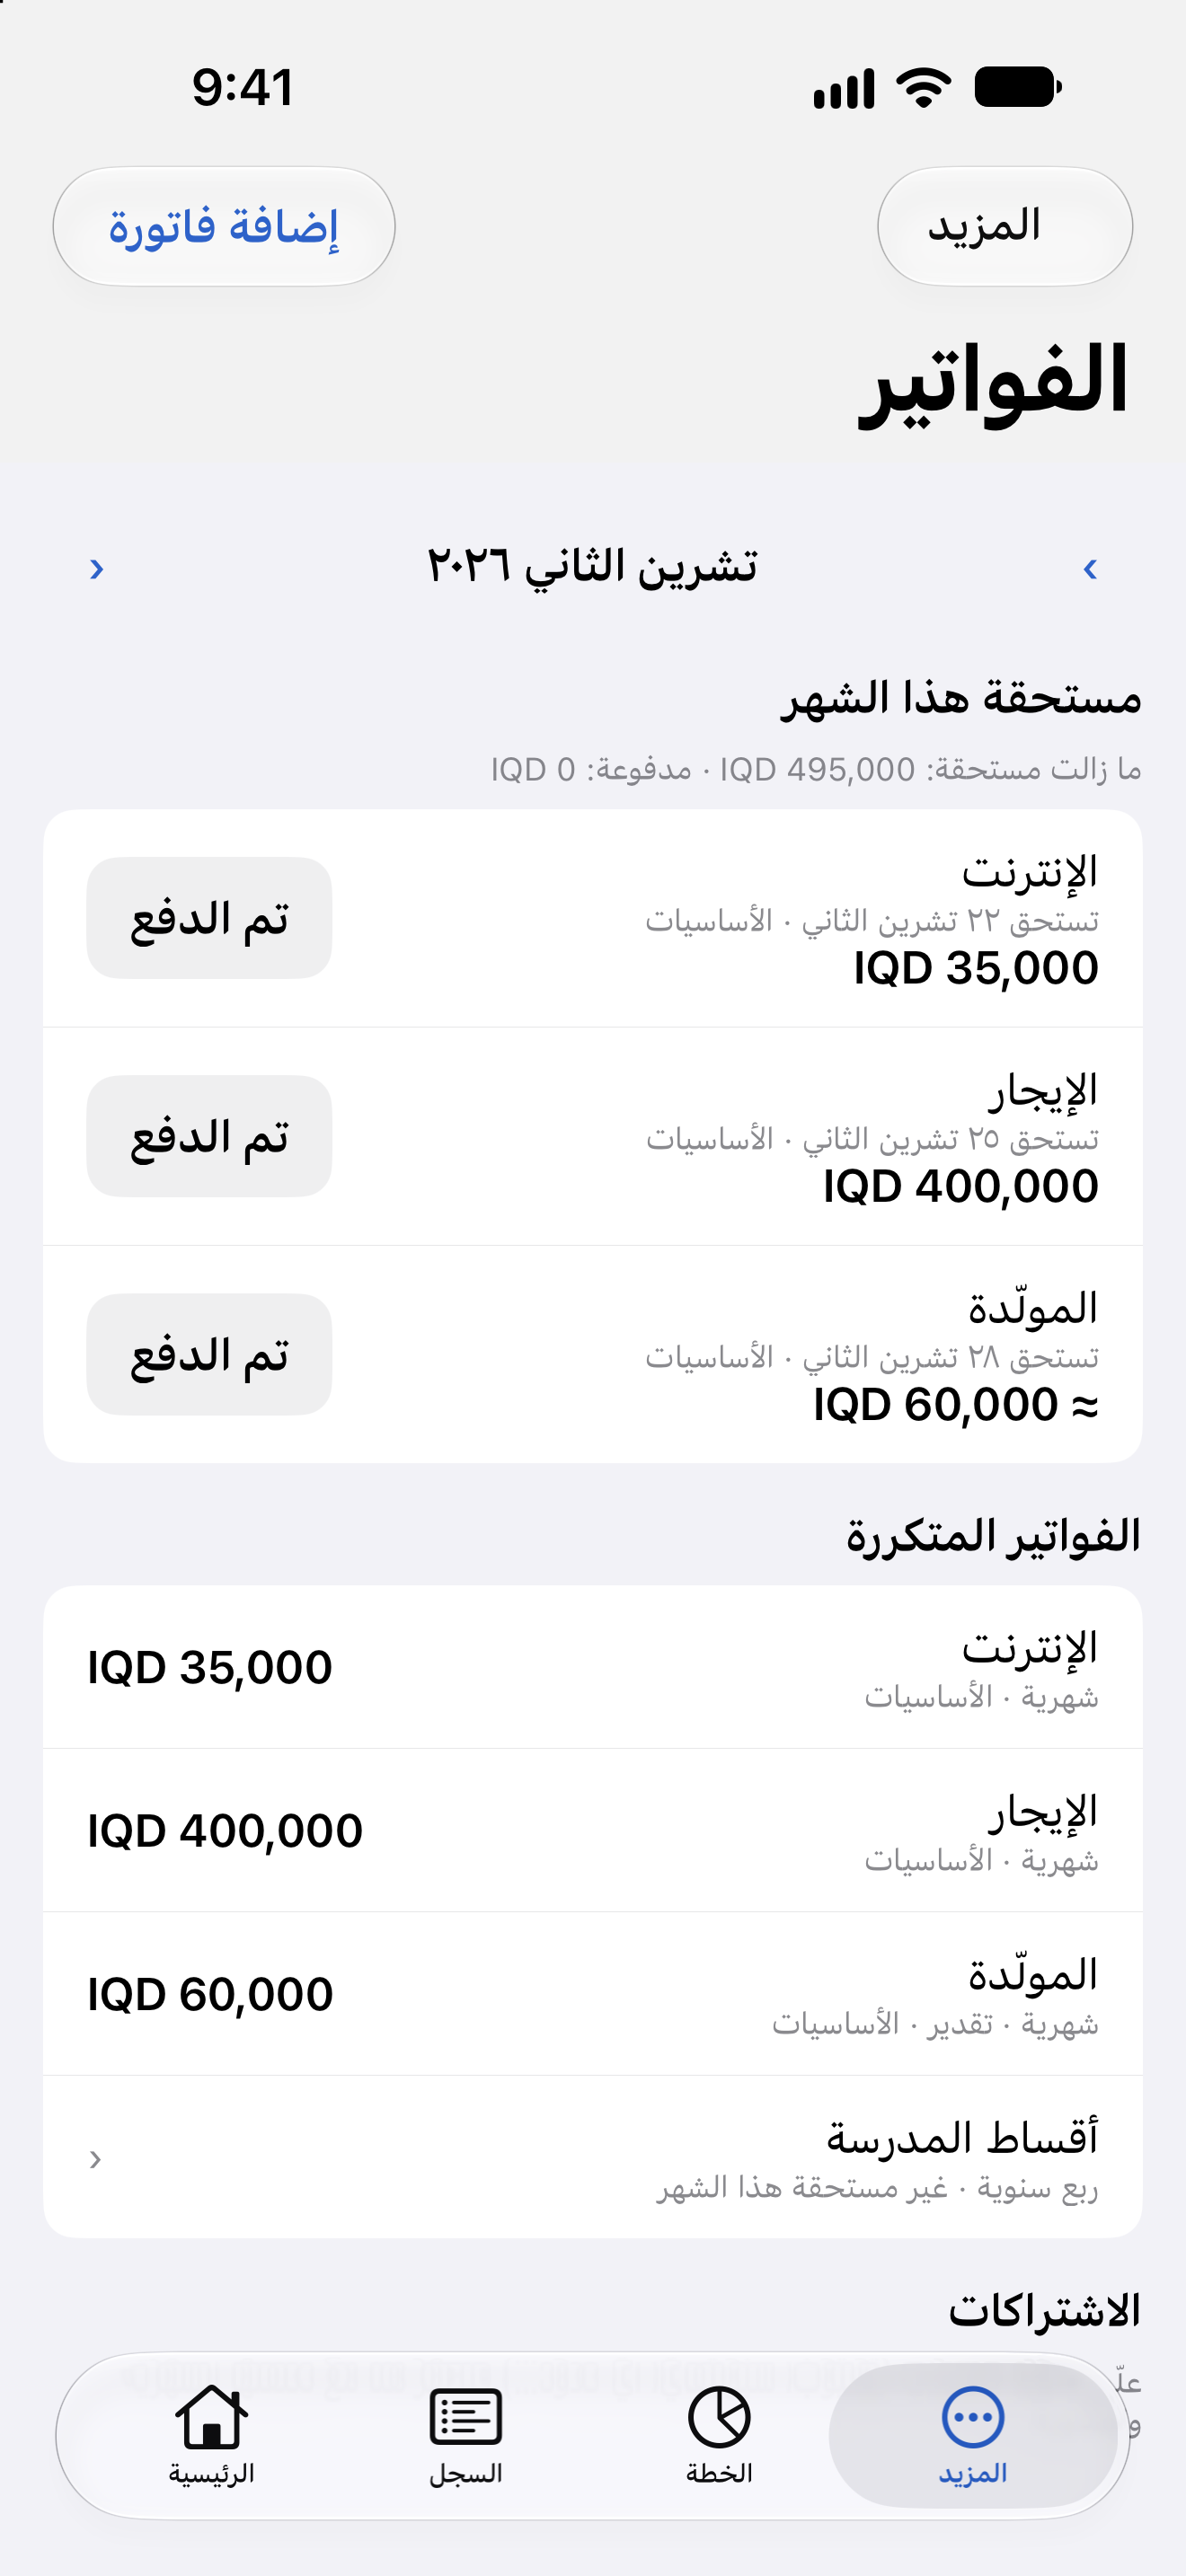 9:41
المزيد
إضافة فاتورة
الفواتير
تشرين الثاني ٢٠٢٦
مستحقة هذا الشهر
ما زالت مستحقة: IQD 495,000 · مدفوعة: IQD 0
الإنترنت
تستحق ٢٢ تشرين الثاني · الأساسيات
IQD 35,000
تم الدفع
الإيجار
تستحق ٢٥ تشرين الثاني · الأساسيات
IQD 400,000
تم الدفع
المولّدة
تستحق ٢٨ تشرين الثاني · الأساسيات
≈ IQD 60,000
تم الدفع
الفواتير المتكررة
الإنترنت
شهرية · الأساسيات
IQD 35,000
الإيجار
شهرية · الأساسيات
IQD 400,000
المولّدة
شهرية · تقدير · الأساسيات
IQD 60,000
أقساط المدرسة
ربع سنوية · غير مستحقة هذا الشهر
الاشتراكات
المزيد
الخطة
السجل
الرئيسية